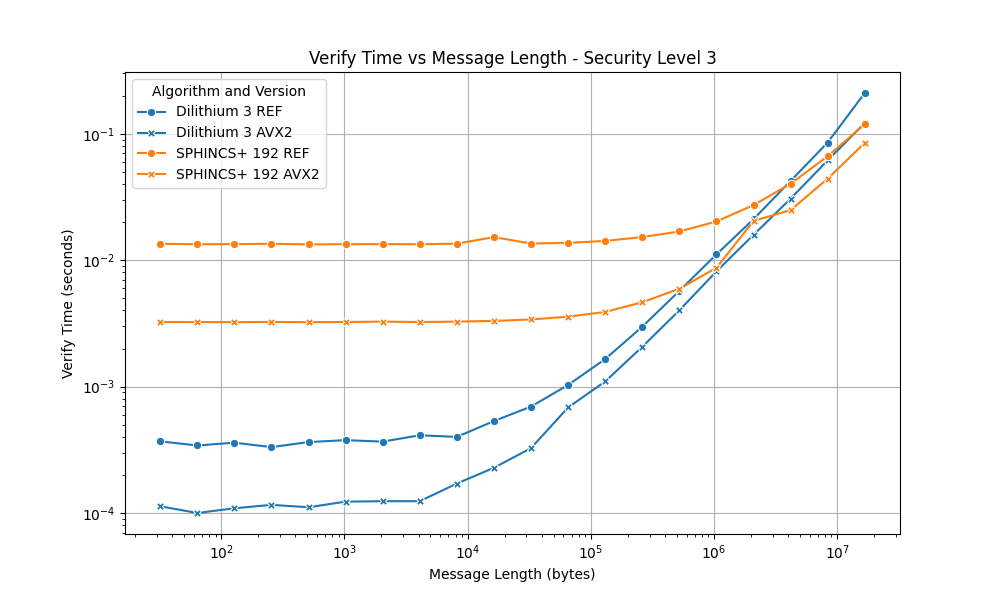 Verify Time vs Message Length - Security Level 3
Algorithm and Version
Dilithium 3 REF
Dilithium 3 AVX2
SPHINCS+ 192 REF
SPHINCS+ 192 AVX2
Verify Time (seconds)
10⁻¹
10⁻²
10⁻³
10⁻⁴
10² 10³ 10⁴ 10⁵ 10⁶ 10⁷
Message Length (bytes)